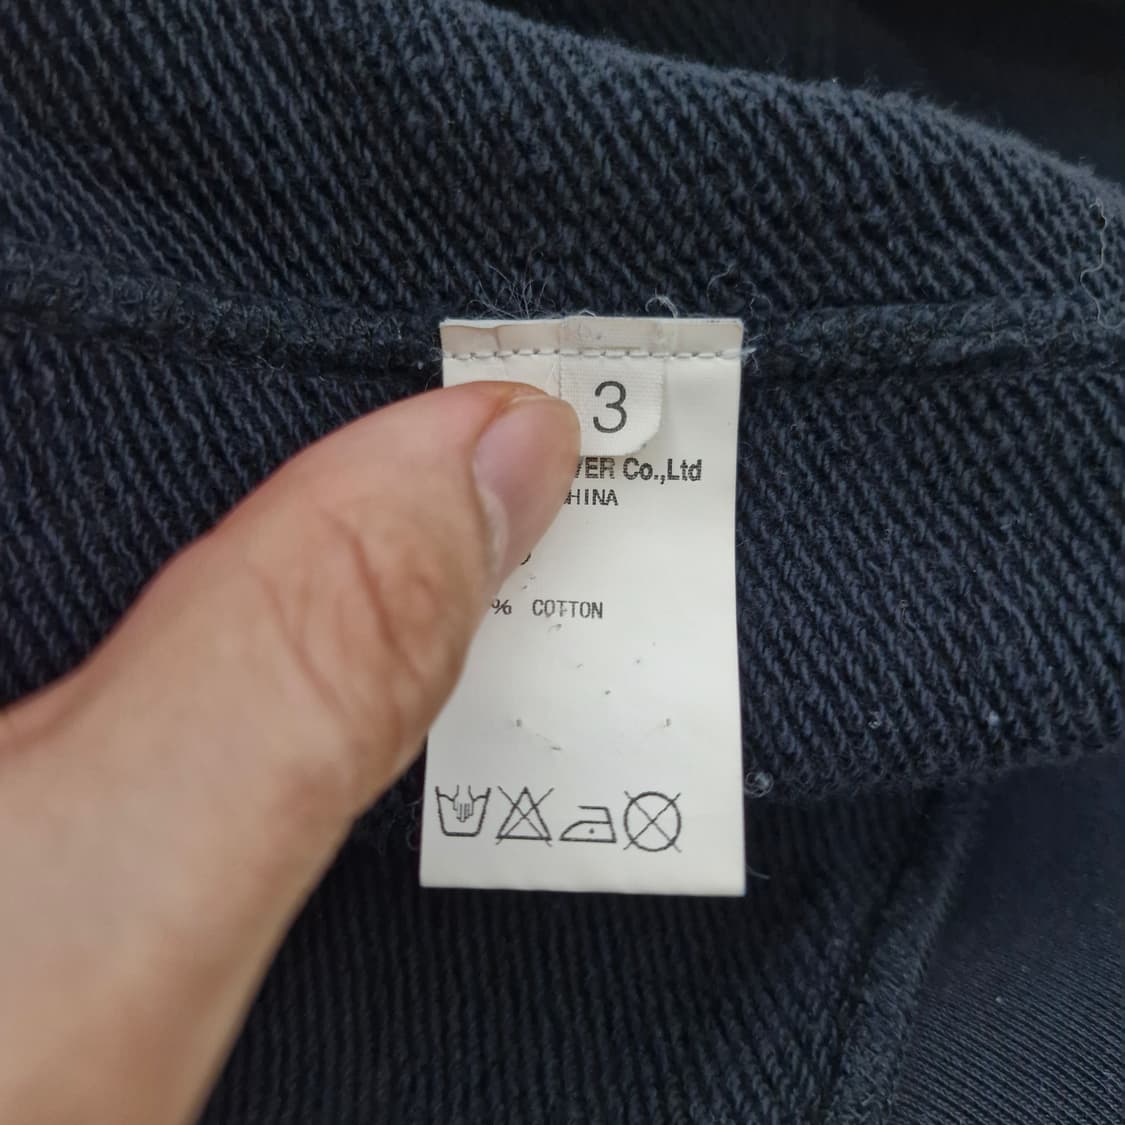 3
VER Co.,Ltd
HINA
% COTTON